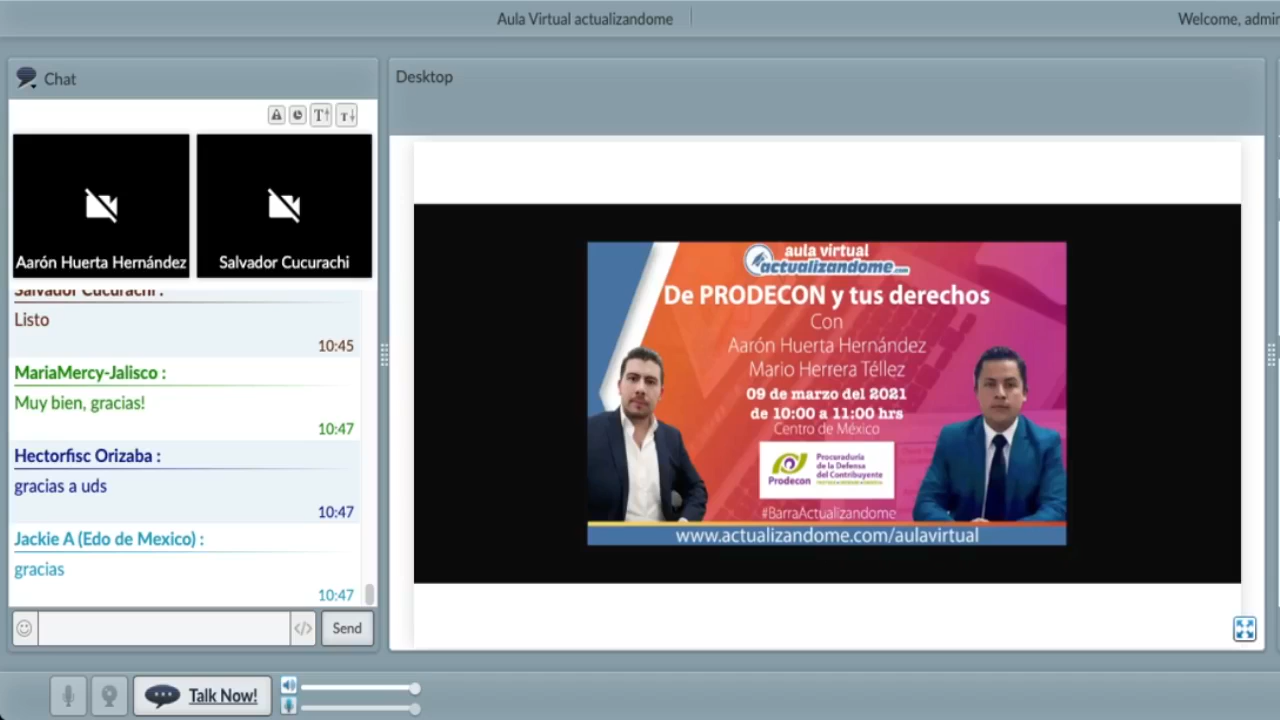 Aula Virtual actualizandome
Welcome, admin
Chat
Desktop
Aarón Huerta Hernández
Salvador Cucurachi
Salvador Cucurachi :
Listo
10:45
MariaMercy-Jalisco :
Muy bien, gracias!
10:47
Hectorfisc Orizaba :
gracias a uds
10:47
Jackie A (Edo de Mexico) :
gracias
10:47
Send
Talk Now!
aula virtual
actualizandome.com
De PRODECON y tus derechos
Con
Aarón Huerta Hernández
Mario Herrera Téllez
09 de marzo del 2021
de 10:00 a 11:00 hrs
Centro de México
Prodecon
Procuraduría
de la Defensa
del Contribuyente
#BarraActualizandome
www.actualizandome.com/aulavirtual